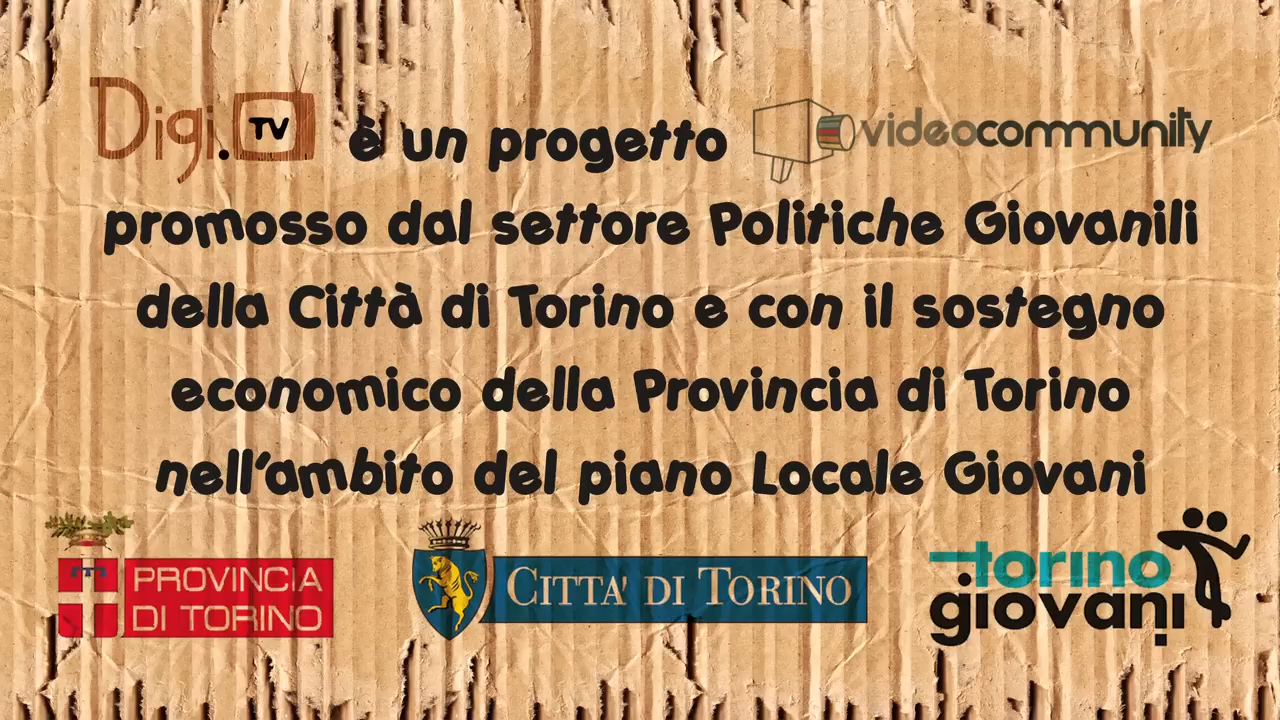 Digi.TV è un progetto videocommunity
promosso dal settore Politiche Giovanili
della Città di Torino e con il sostegno
economico della Provincia di Torino
nell'ambito del piano Locale Giovani
PROVINCIA
DI TORINO
CITTA' DI TORINO
torino
giovani